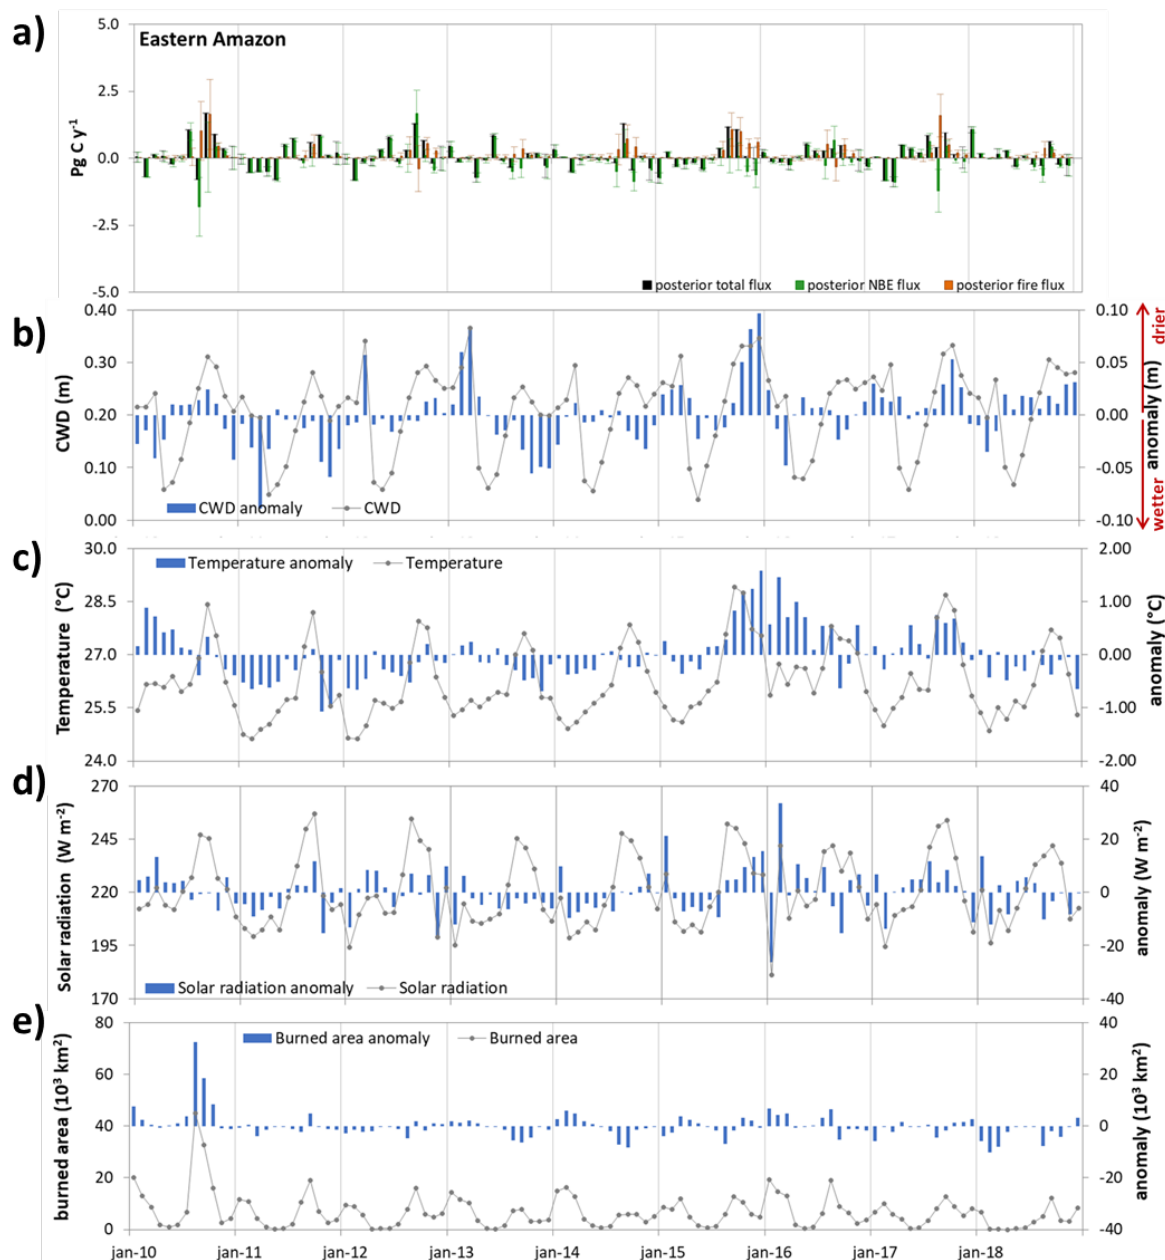 a)
Eastern Amazon
Pg C y⁻¹
5.0
2.5
0.0
-2.5
-5.0
posterior total flux
posterior NBE flux
posterior fire flux
b)
CWD (m)
0.40
0.30
0.20
0.10
0.00
CWD anomaly
CWD
0.10
0.05
0.00
-0.05
-0.10
anomaly (m)
drier
wetter
c)
Temperature (°C)
30.0
28.5
27.0
25.5
24.0
Temperature anomaly
Temperature
2.00
1.00
0.00
-1.00
-2.00
anomaly (°C)
d)
Solar radiation (W m⁻²)
270
245
220
195
170
Solar radiation anomaly
Solar radiation
40
20
0
-20
-40
anomaly (W m⁻²)
e)
burned area (10³ km²)
80
60
40
20
0
Burned area anomaly
Burned area
40
20
0
-20
-40
anomaly (10³ km²)
jan-10
jan-11
jan-12
jan-13
jan-14
jan-15
jan-16
jan-17
jan-18